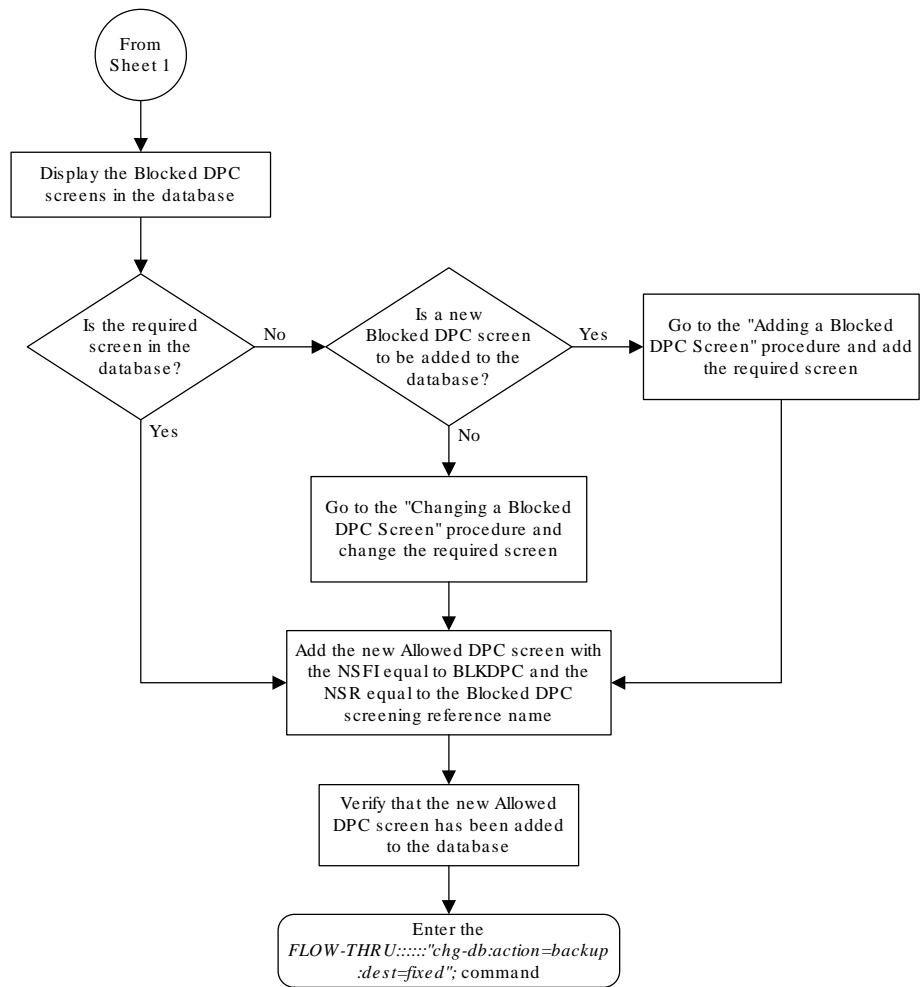 From
Sheet 1
Display the Blocked DPC
screens in the database
Is the required
screen in the
database?
No
Yes
Is a new
Blocked DPC screen
to be added to the
database?
Yes
No
Go to the "Adding a Blocked
DPC Screen" procedure and add
the required screen
Go to the "Changing a Blocked
DPC Screen" procedure and
change the required screen
Add the new Allowed DPC screen with
the NSFI equal to BLKDPC and the
NSR equal to the Blocked DPC
screening reference name
Verify that the new Allowed
DPC screen has been added
to the database
Enter the
FLOW-THRU::::::"chg-db:action=backup
:dest=fixed"; command